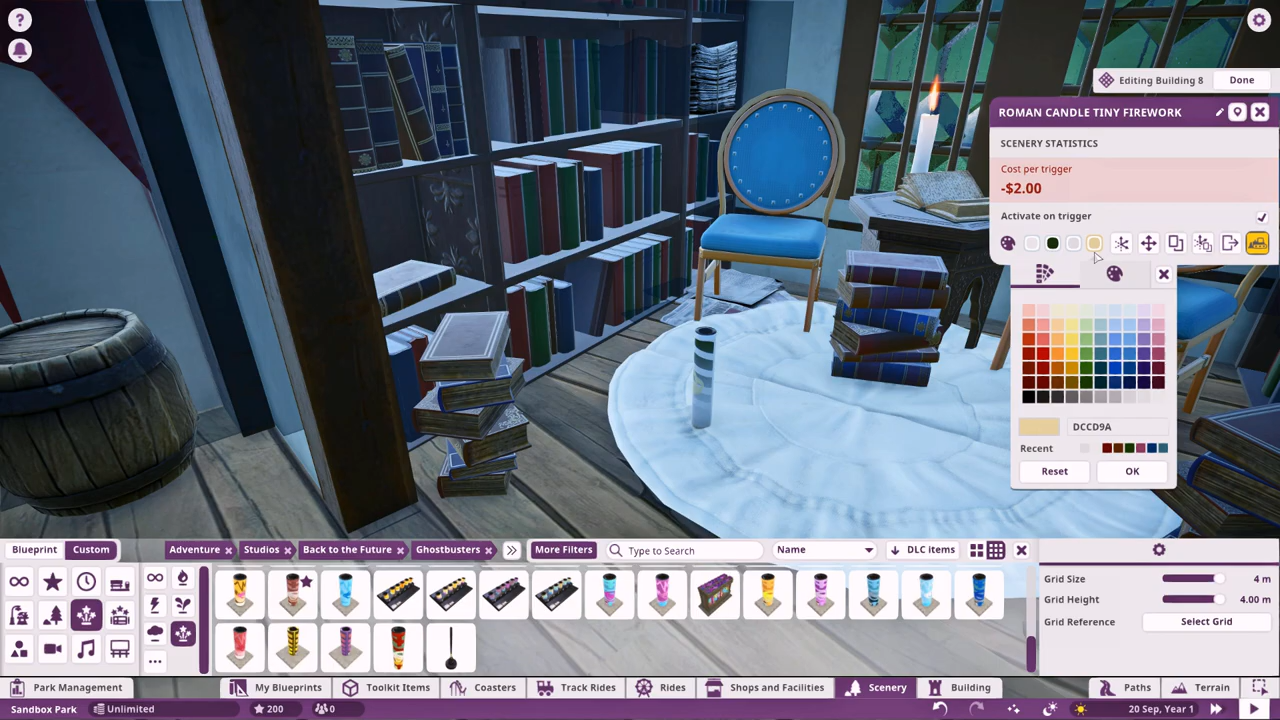 Editing Building 8
Done
ROMAN CANDLE TINY FIREWORK
SCENERY STATISTICS
Cost per trigger
-$2.00
Activate on trigger
DCCD9A
Recent
Reset
OK
Blueprint
Custom
Adventure
Studios
Back to the Future
Ghostbusters
More Filters
Type to Search
Name
DLC items
Grid Size
4 m
Grid Height
4.00 m
Grid Reference
Select Grid
Park Management
My Blueprints
Toolkit Items
Coasters
Track Rides
Rides
Shops and Facilities
Scenery
Building
Paths
Terrain
Sandbox Park
Unlimited
200
0
20 Sep, Year 1